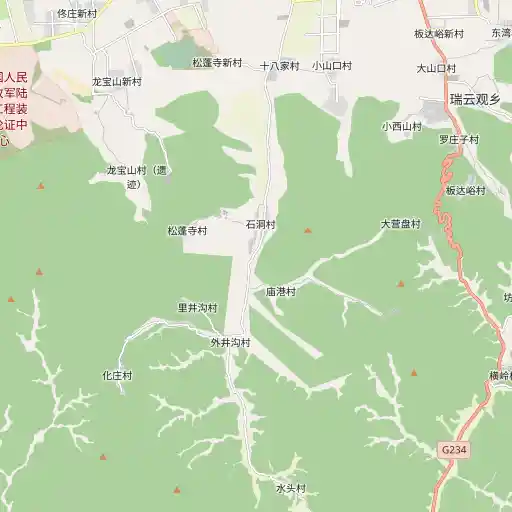 佟庄新村
板达峪新村
东湾
松蓬寺新村
十八家村
小山口村
大山口村
国人民
放军陆
工程装
论证中
心
龙宝山新村
瑞云观乡
小西山村
罗庄子村
龙宝山村（遗
迹）
板达峪村
松蓬寺村
石洞村
大营盘村
庙港村
坊
里井沟村
外井沟村
化庄村
横岭村
G234
水头村